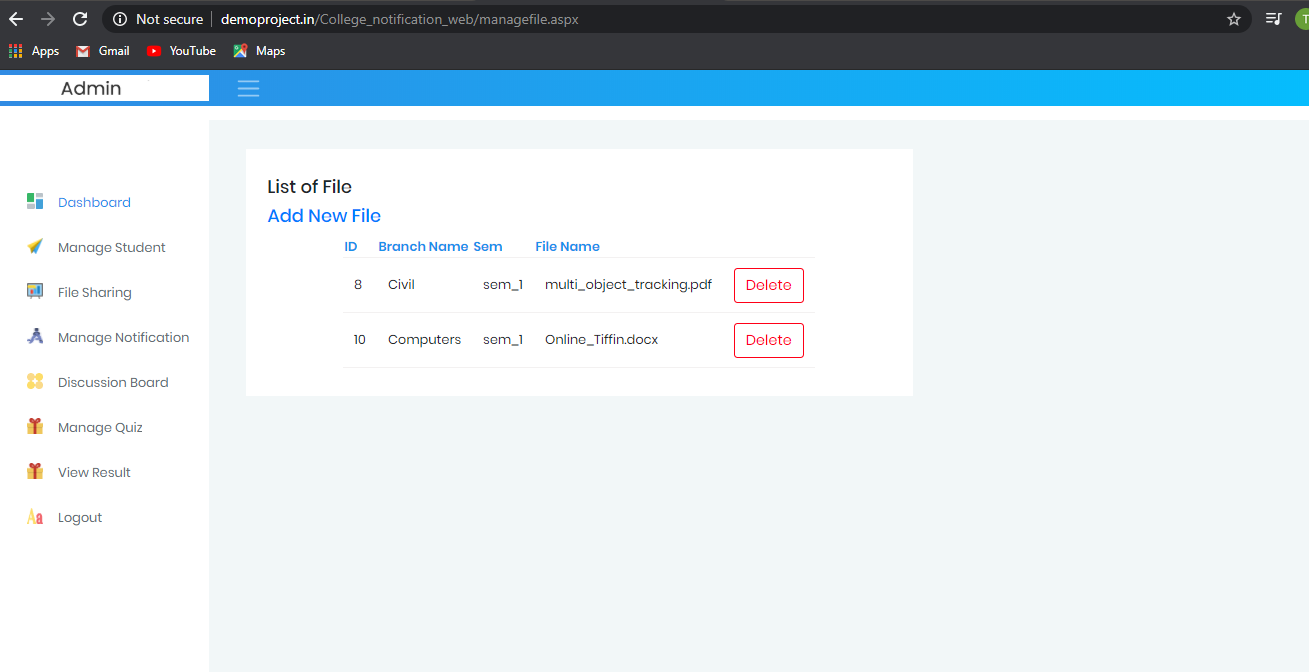 Not secure demoproject.in/College_notification_web/managefile.aspx T
Apps Gmail YouTube Maps
Admin
Dashboard
Manage Student
File Sharing
Manage Notification
Discussion Board
Manage Quiz
View Result
Aa Logout
List of File
Add New File
ID Branch Name Sem File Name
8 Civil sem_1 multi_object_tracking.pdf Delete
10 Computers sem_1 Online_Tiffin.docx Delete